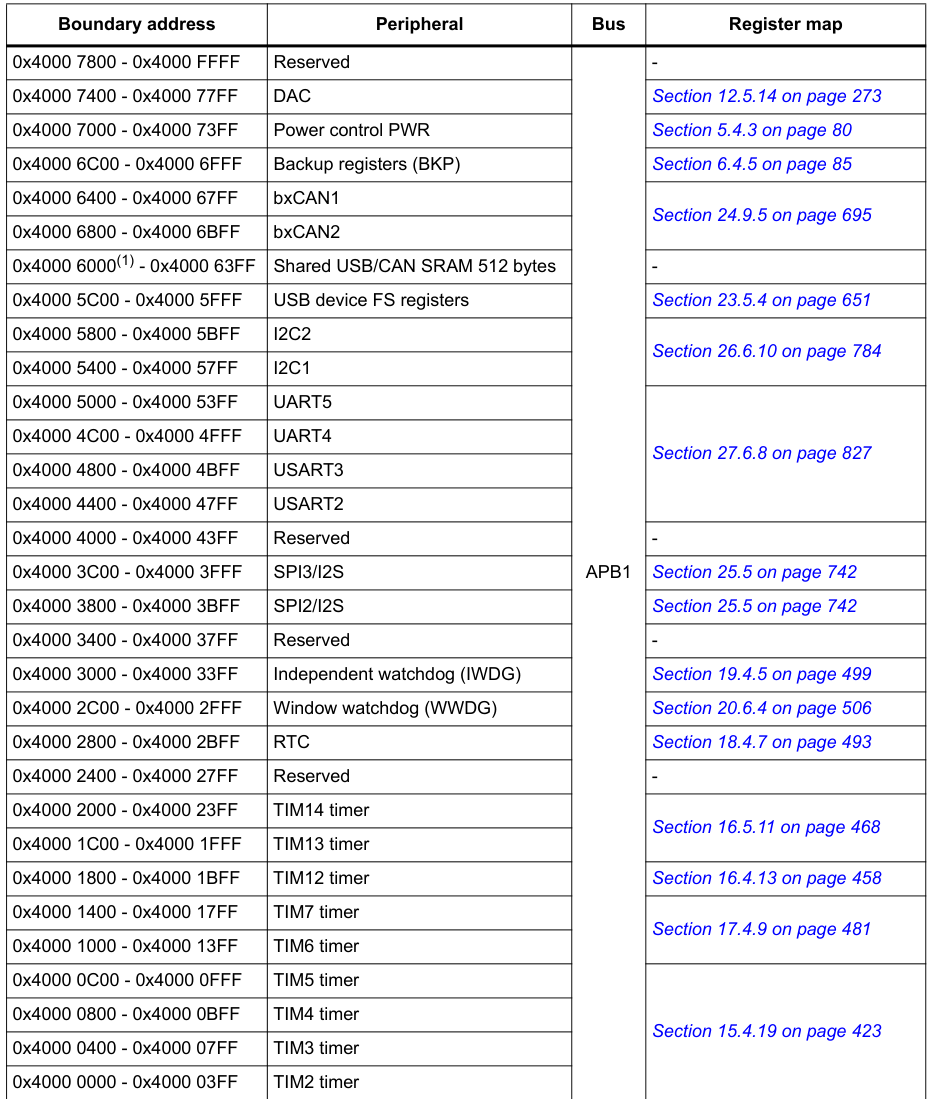 Boundary address Peripheral Bus Register map
0x4000 7800 - 0x4000 FFFF Reserved -
0x4000 7400 - 0x4000 77FF DAC Section 12.5.14 on page 273
0x4000 7000 - 0x4000 73FF Power control PWR Section 5.4.3 on page 80
0x4000 6C00 - 0x4000 6FFF Backup registers (BKP) Section 6.4.5 on page 85
0x4000 6400 - 0x4000 67FF bxCAN1
Section 24.9.5 on page 695
0x4000 6800 - 0x4000 6BFF bxCAN2
0x4000 6000(1) - 0x4000 63FF Shared USB/CAN SRAM 512 bytes -
0x4000 5C00 - 0x4000 5FFF USB device FS registers Section 23.5.4 on page 651
0x4000 5800 - 0x4000 5BFF I2C2
Section 26.6.10 on page 784
0x4000 5400 - 0x4000 57FF I2C1
0x4000 5000 - 0x4000 53FF UART5
0x4000 4C00 - 0x4000 4FFF UART4
Section 27.6.8 on page 827
0x4000 4800 - 0x4000 4BFF USART3
0x4000 4400 - 0x4000 47FF USART2
0x4000 4000 - 0x4000 43FF Reserved -
0x4000 3C00 - 0x4000 3FFF SPI3/I2S APB1 Section 25.5 on page 742
0x4000 3800 - 0x4000 3BFF SPI2/I2S Section 25.5 on page 742
0x4000 3400 - 0x4000 37FF Reserved -
0x4000 3000 - 0x4000 33FF Independent watchdog (IWDG) Section 19.4.5 on page 499
0x4000 2C00 - 0x4000 2FFF Window watchdog (WWDG) Section 20.6.4 on page 506
0x4000 2800 - 0x4000 2BFF RTC Section 18.4.7 on page 493
0x4000 2400 - 0x4000 27FF Reserved -
0x4000 2000 - 0x4000 23FF TIM14 timer
Section 16.5.11 on page 468
0x4000 1C00 - 0x4000 1FFF TIM13 timer
0x4000 1800 - 0x4000 1BFF TIM12 timer Section 16.4.13 on page 458
0x4000 1400 - 0x4000 17FF TIM7 timer
Section 17.4.9 on page 481
0x4000 1000 - 0x4000 13FF TIM6 timer
0x4000 0C00 - 0x4000 0FFF TIM5 timer
0x4000 0800 - 0x4000 0BFF TIM4 timer
Section 15.4.19 on page 423
0x4000 0400 - 0x4000 07FF TIM3 timer
0x4000 0000 - 0x4000 03FF TIM2 timer